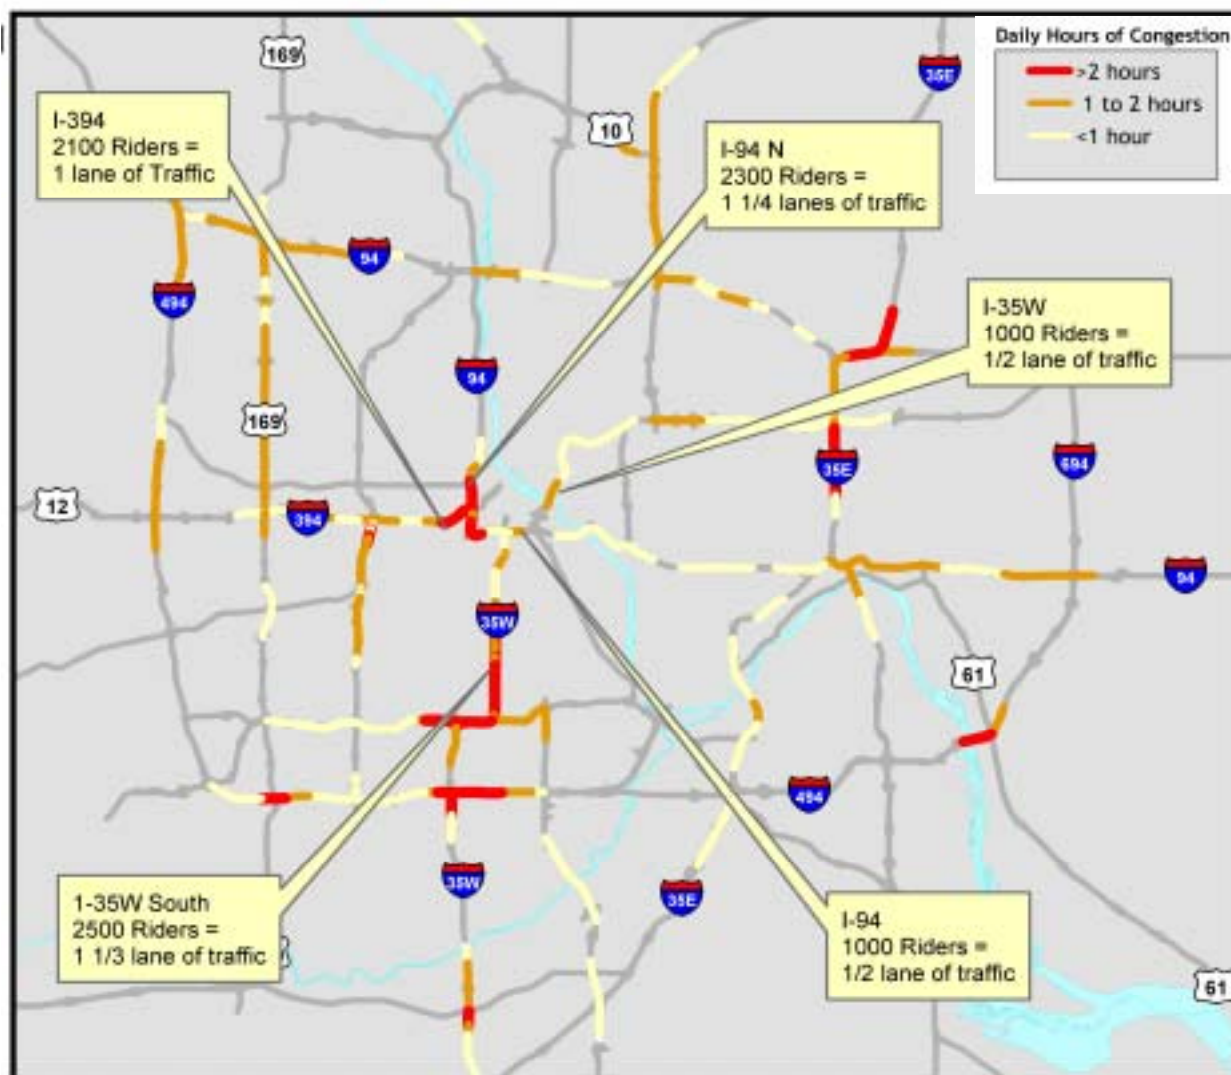 Daily Hours of Congestion
>2 hours
1 to 2 hours
<1 hour
169
35E
10
I-394
2100 Riders =
1 lane of Traffic
I-94 N
2300 Riders =
1 1/4 lanes of traffic
94
494
I-35W
1000 Riders =
1/2 lane of traffic
94
169
35E
694
12
394
94
35W
61
494
1-35W South
2500 Riders =
1 1/3 lane of traffic
35W
35E
I-94
1000 Riders =
1/2 lane of traffic
61